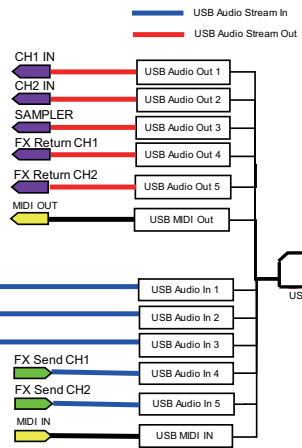 USB Audio Stream In
USB Audio Stream Out
CH1 IN
USB Audio Out 1
CH2 IN
USB Audio Out 2
SAMPLER
USB Audio Out 3
FX Return CH1
USB Audio Out 4
FX Return CH2
USB Audio Out 5
MIDI OUT
USB MIDI Out
USB Audio In 1
US
USB Audio In 2
USB Audio In 3
FX Send CH1
USB Audio In 4
FX Send CH2
USB Audio In 5
MIDI IN
USB MIDI IN